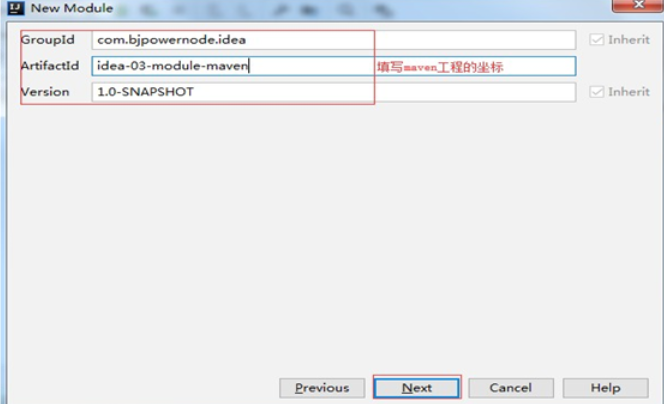 New Module
GroupId com.bjpowernode.idea Inherit
ArtifactId idea-03-module-maven 填写maven工程的坐标
Version 1.0-SNAPSHOT Inherit
Previous Next Cancel Help